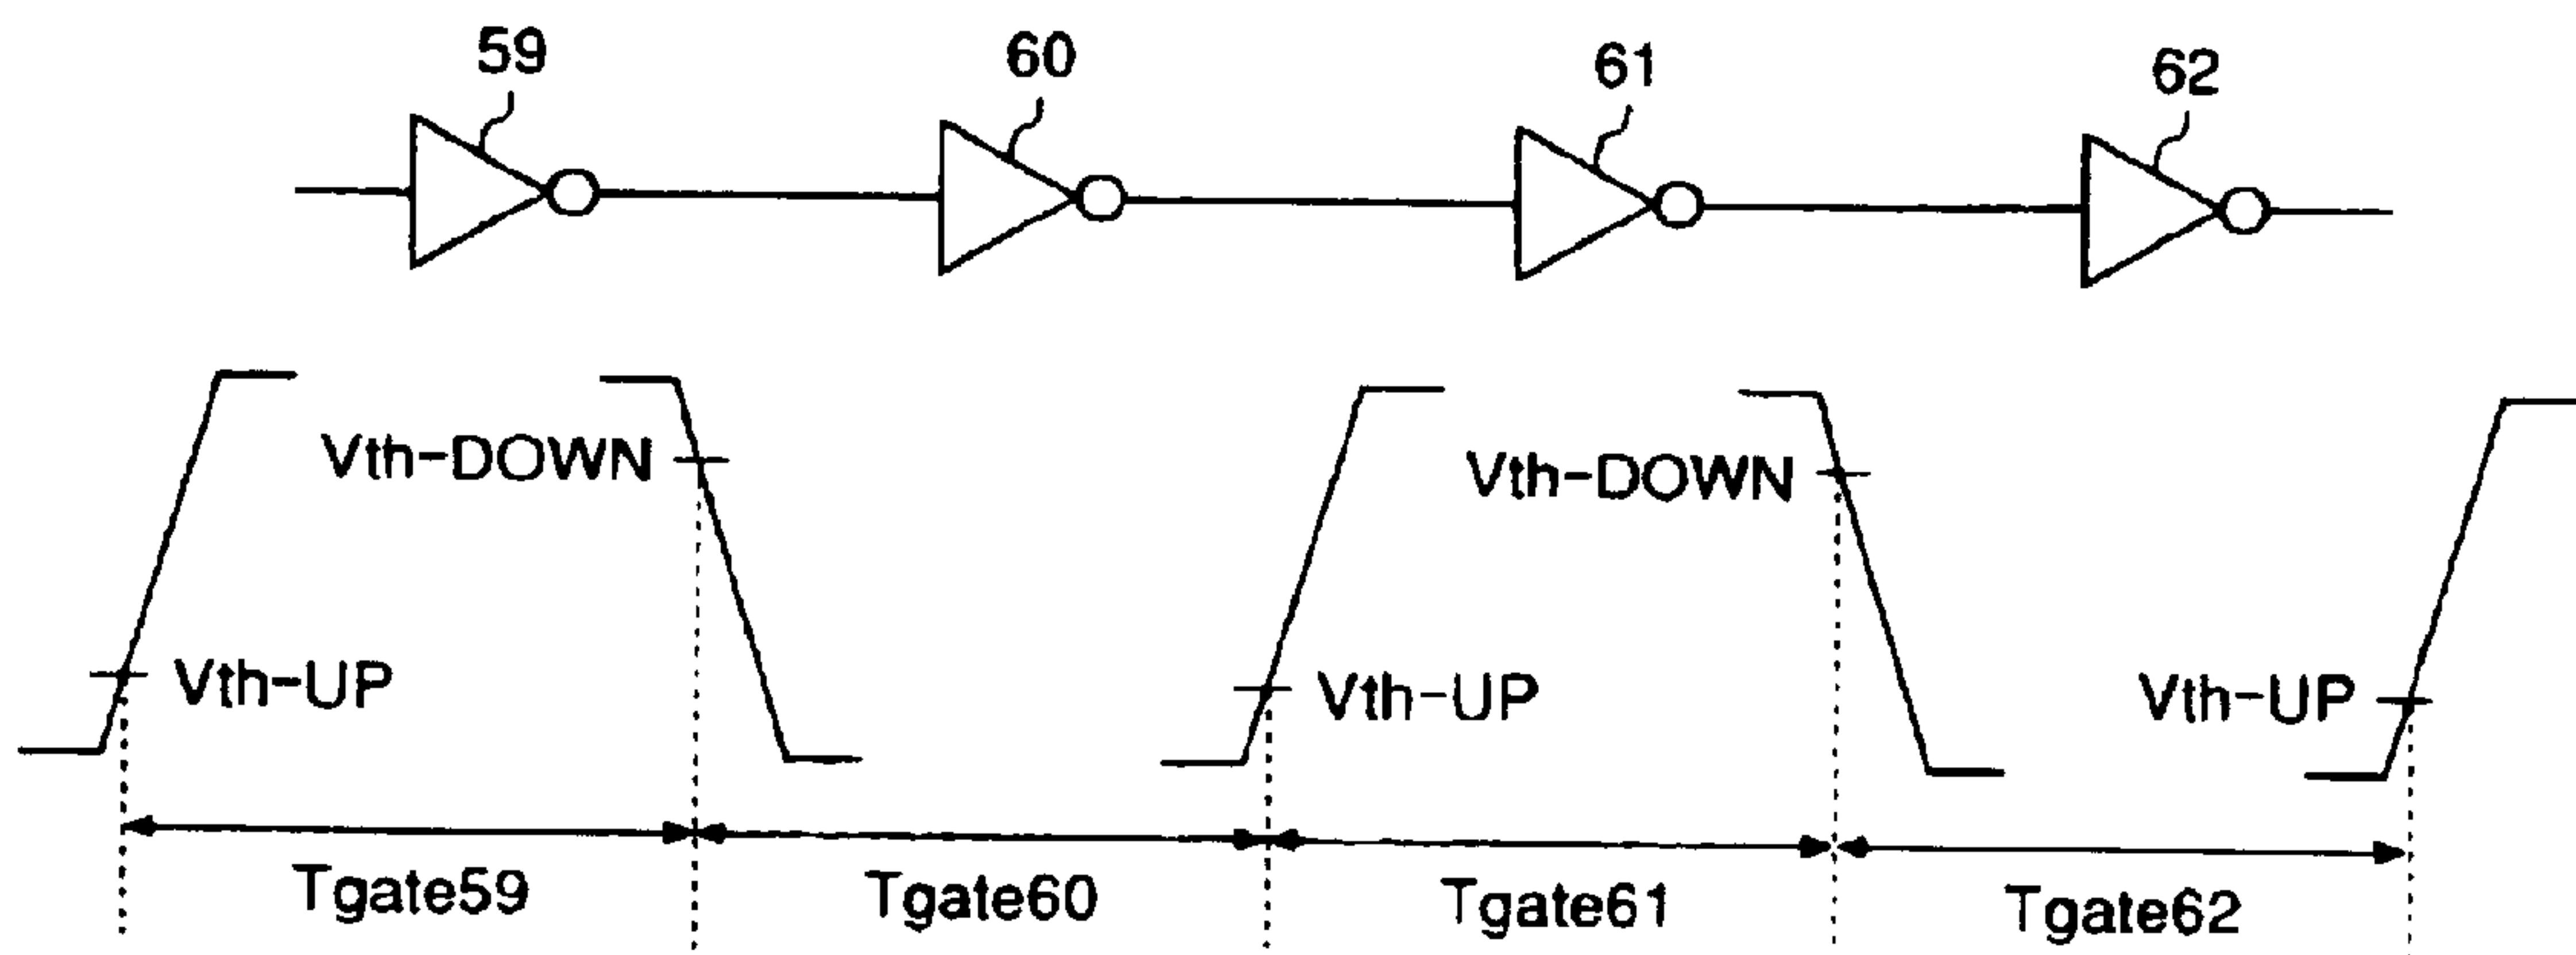 59
60
61
62
Vth-DOWN
Vth-DOWN
Vth-UP
Vth-UP
Vth-UP
Tgate59
Tgate60
Tgate61
Tgate62